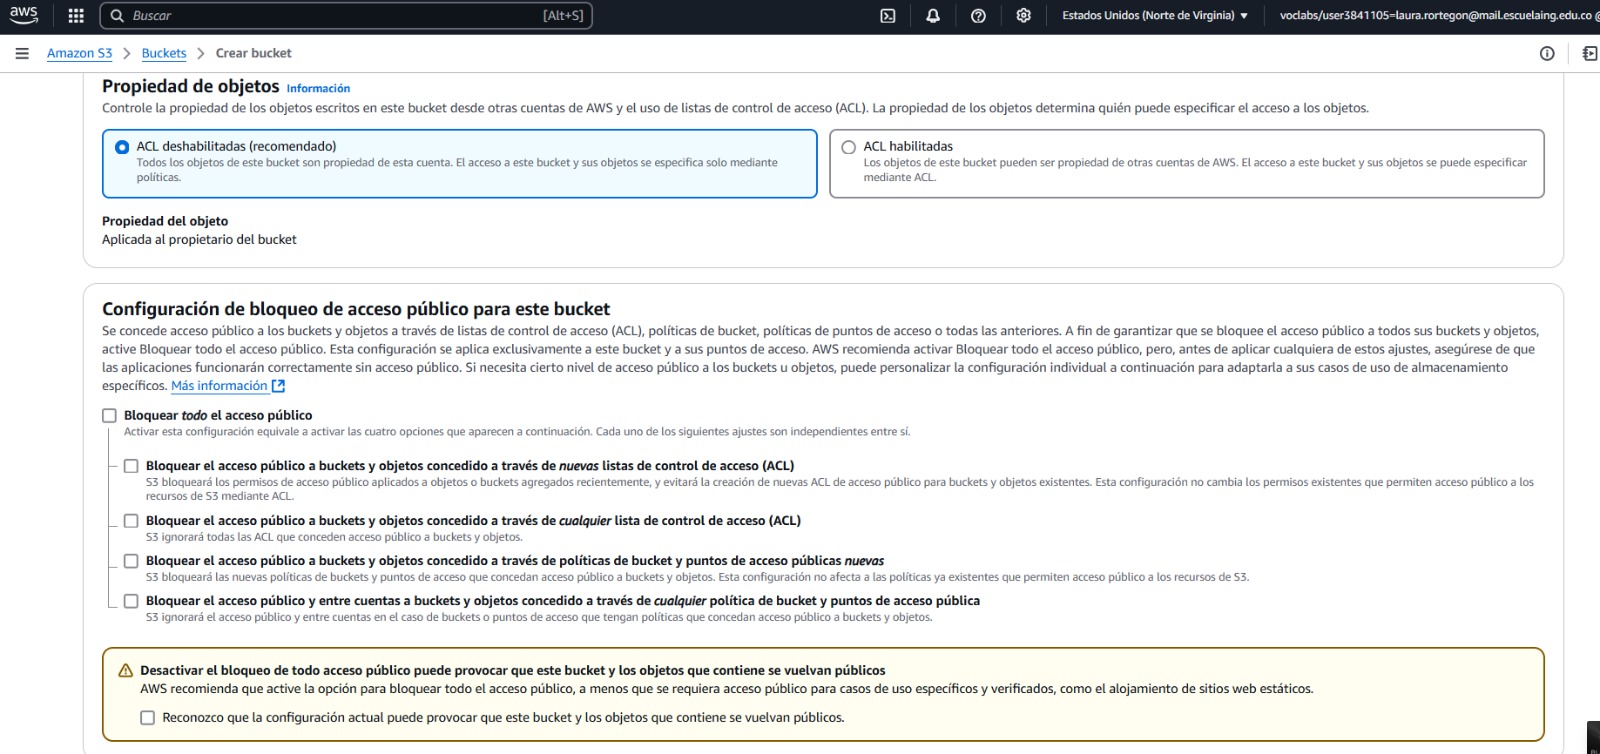 aws
Buscar
[Alt+S]
Estados Unidos (Norte de Virginia)
voclabs/user3841105=laura.rortegon@mail.escuelaing.edu.co @
Amazon S3
Buckets
Crear bucket
Propiedad de objetos Información
Controle la propiedad de los objetos escritos en este bucket desde otras cuentas de AWS y el uso de listas de control de acceso (ACL). La propiedad de los objetos determina quién puede especificar el acceso a los objetos.
ACL deshabilitadas (recomendado)
Todos los objetos de este bucket son propiedad de esta cuenta. El acceso a este bucket y sus objetos se especifica solo mediante
políticas.
ACL habilitadas
Los objetos de este bucket pueden ser propiedad de otras cuentas de AWS. El acceso a este bucket y sus objetos se puede especificar
mediante ACL.
Propiedad del objeto
Aplicada al propietario del bucket
Configuración de bloqueo de acceso público para este bucket
Se concede acceso público a los buckets y objetos a través de listas de control de acceso (ACL), políticas de bucket, políticas de puntos de acceso o todas las anteriores. A fin de garantizar que se bloquee el acceso público a todos sus buckets y objetos,
active Bloquear todo el acceso público. Esta configuración se aplica exclusivamente a este bucket y a sus puntos de acceso. AWS recomienda activar Bloquear todo el acceso público, pero, antes de aplicar cualquiera de estos ajustes, asegúrese de que
las aplicaciones funcionarán correctamente sin acceso público. Si necesita cierto nivel de acceso público a los buckets u objetos, puede personalizar la configuración individual a continuación para adaptarla a sus casos de uso de almacenamiento
específicos. Más información
Bloquear todo el acceso público
Activar esta configuración equivale a activar las cuatro opciones que aparecen a continuación. Cada uno de los siguientes ajustes son independientes entre sí.
Bloquear el acceso público a buckets y objetos concedido a través de nuevas listas de control de acceso (ACL)
S3 bloqueará los permisos de acceso público aplicados a objetos o buckets agregados recientemente, y evitará la creación de nuevas ACL de acceso público para buckets y objetos existentes. Esta configuración no cambia los permisos existentes que permiten acceso público a los
recursos de S3 mediante ACL.
Bloquear el acceso público a buckets y objetos concedido a través de cualquier lista de control de acceso (ACL)
S3 ignorará todas las ACL que conceden acceso público a buckets y objetos.
Bloquear el acceso público a buckets y objetos concedido a través de políticas de bucket y puntos de acceso públicas nuevas
S3 bloqueará las nuevas políticas de buckets y puntos de acceso que concedan acceso público a buckets y objetos. Esta configuración no afecta a las políticas ya existentes que permiten acceso público a los recursos de S3.
Bloquear el acceso público y entre cuentas a buckets y objetos concedido a través de cualquier política de bucket y puntos de acceso pública
S3 ignorará el acceso público y entre cuentas en el caso de buckets o puntos de acceso que tengan políticas que concedan acceso público a buckets y objetos.
Desactivar el bloqueo de todo acceso público puede provocar que este bucket y los objetos que contiene se vuelvan públicos
AWS recomienda que active la opción para bloquear todo el acceso público, a menos que se requiera acceso público para casos de uso específicos y verificados, como el alojamiento de sitios web estáticos.
Reconozco que la configuración actual puede provocar que este bucket y los objetos que contiene se vuelvan públicos.